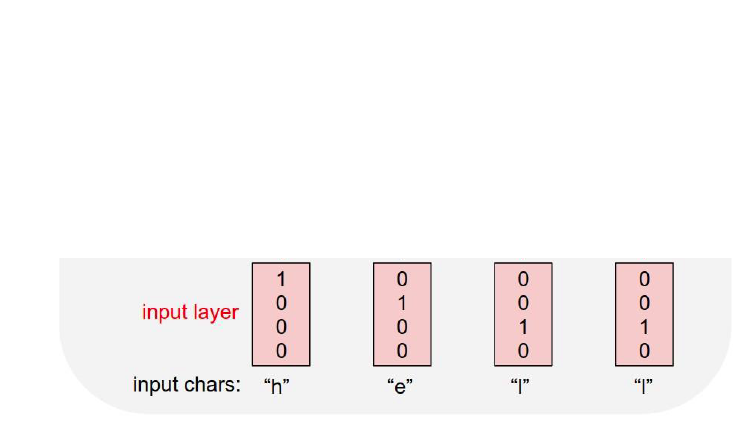 1 0 0 0
0 1 0 0
input layer
0 0 1 1
0 0 0 0
input chars: “h” “e” “l” “l”